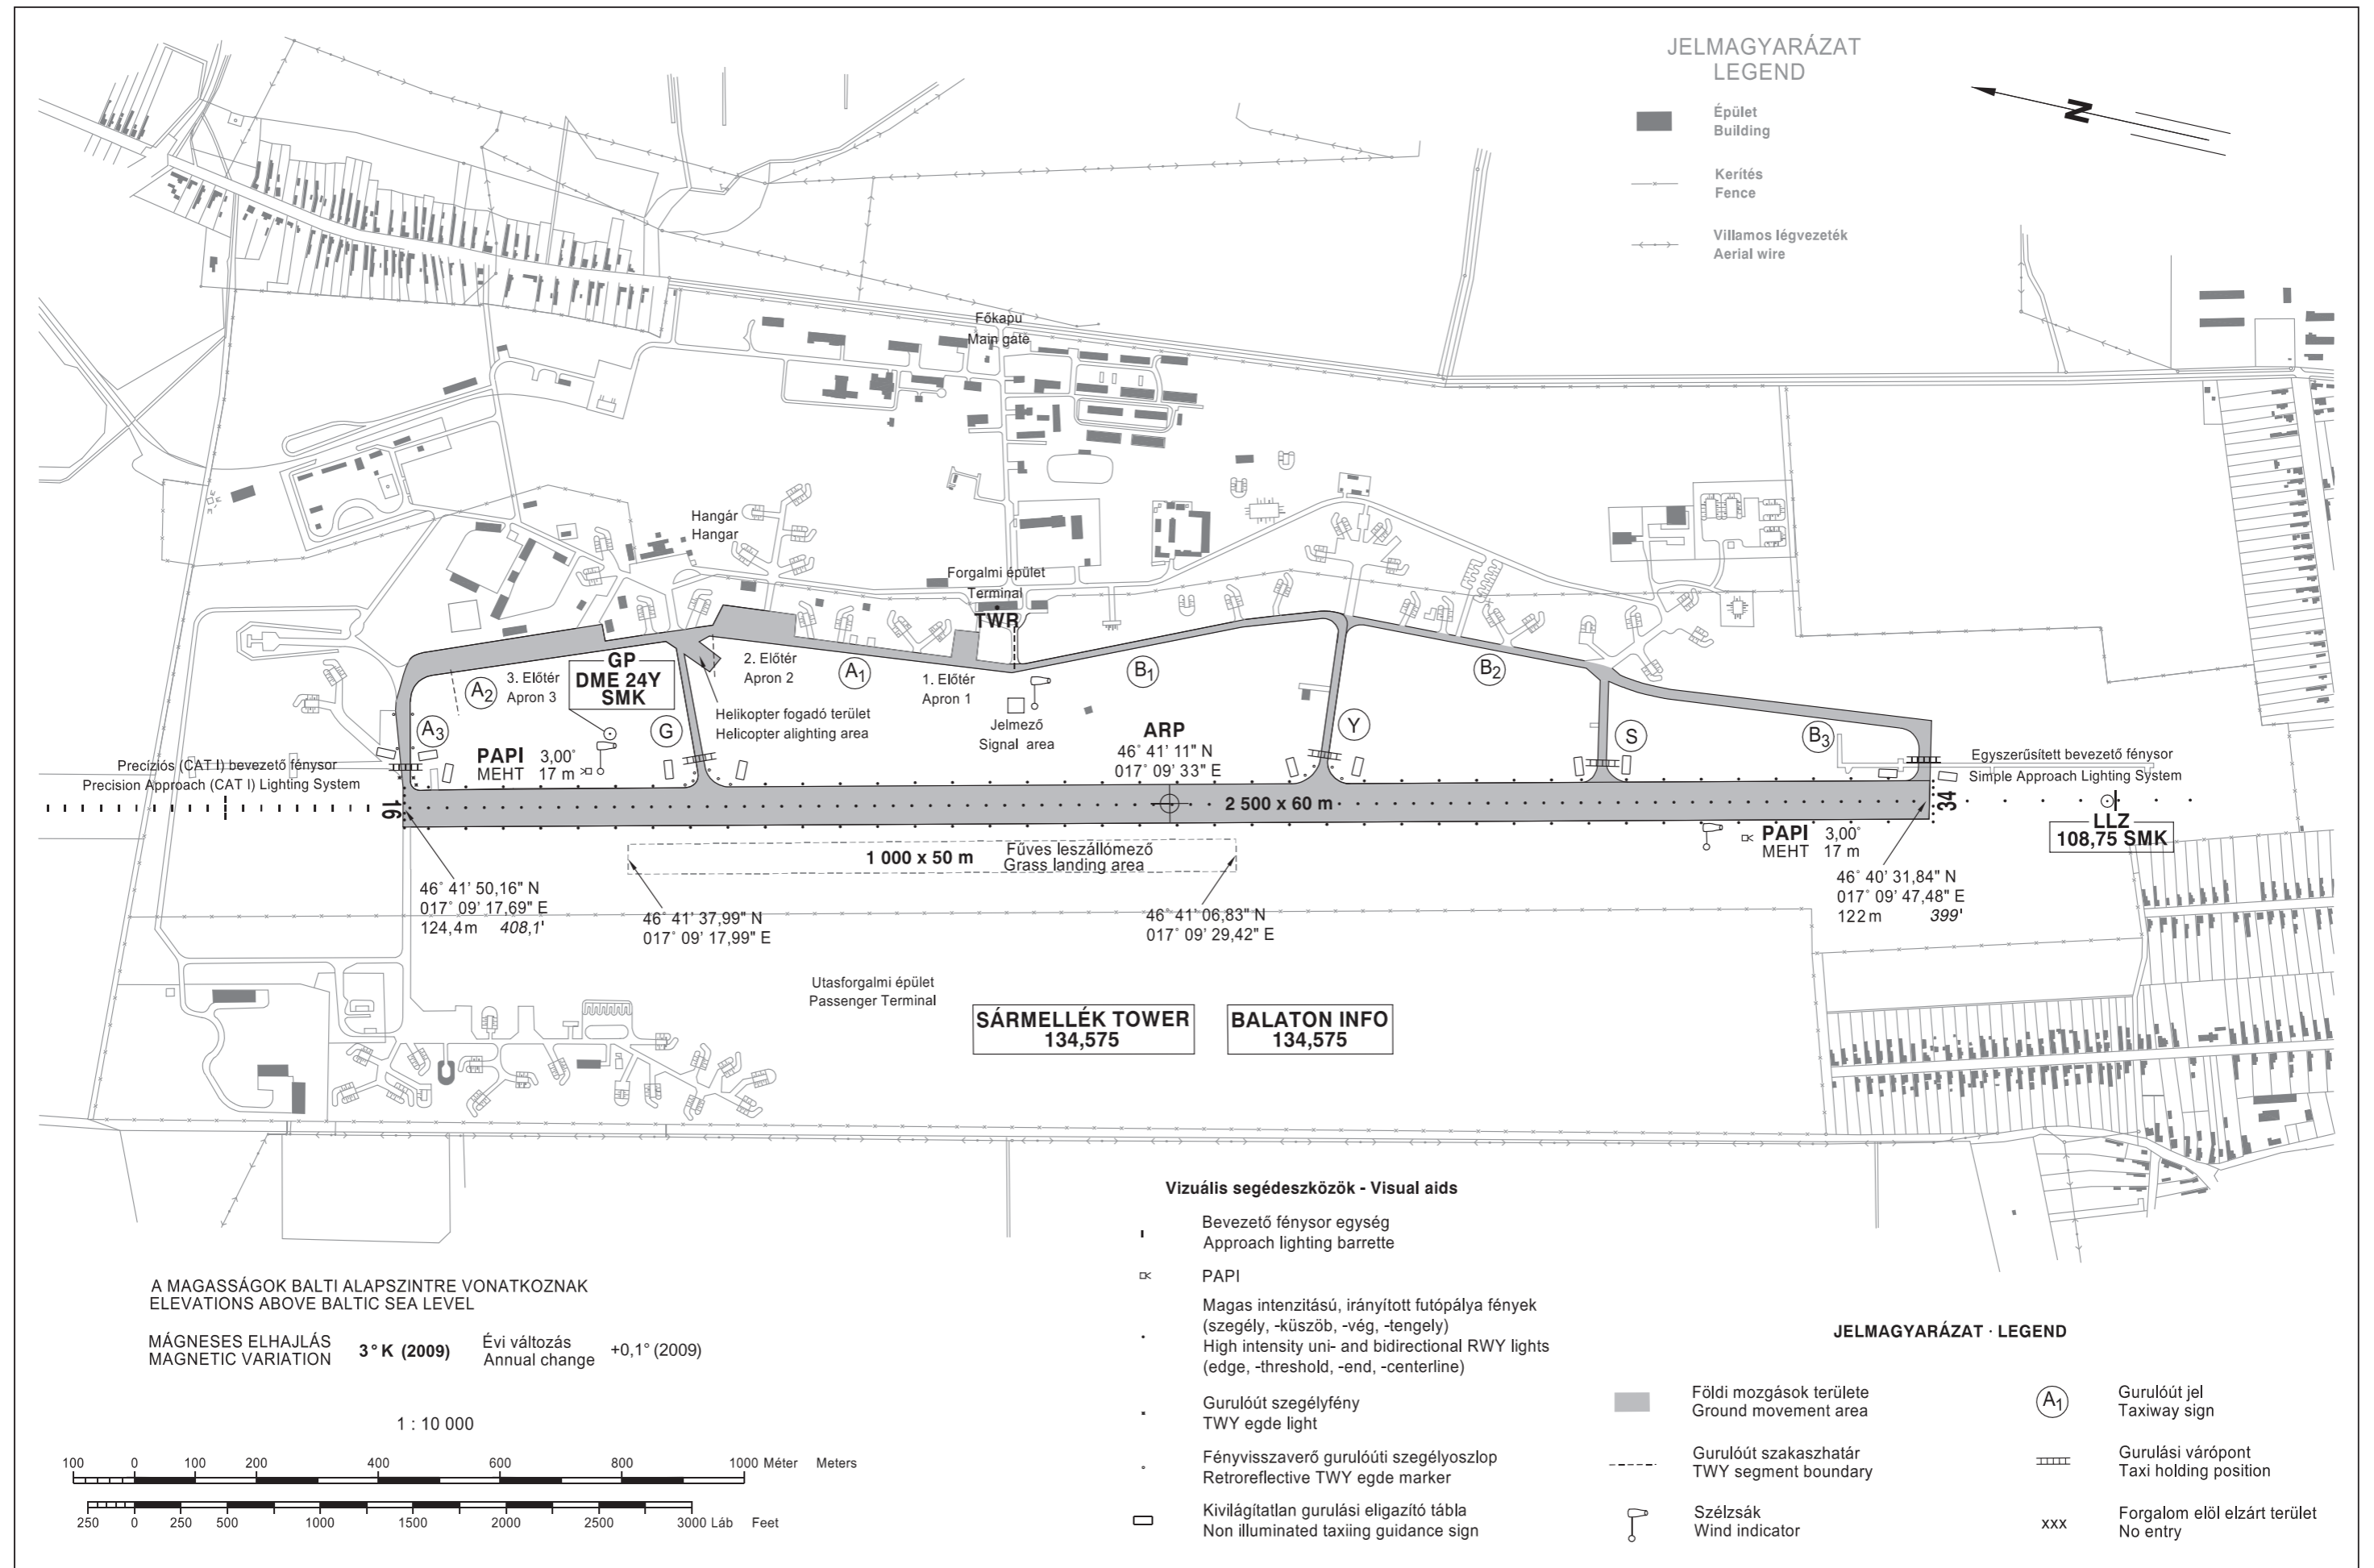 JELMAGYARÁZAT
LEGEND
Épület
Building
Kerítés
Fence
Villamos légvezeték
Aerial wire
N
Főkapu
Main gate
Hangár
Hangar
Forgalmi épület
Terminal
TWR
GP
DME 24Y
SMK
3. Előtér
Apron 3
2. Előtér
Apron 2
1. Előtér
Apron 1
A1
A2
A3
B1
B2
B3
G
Y
S
Helikopter fogadó terület
Helicopter alighting area
Jelmező
Signal area
ARP
46° 41' 11" N
017° 09' 33" E
PAPI 3,00°
MEHT 17 m
Precíziós (CAT I) bevezető fénysor
Precision Approach (CAT I) Lighting System
Egyszerűsített bevezető fénysor
Simple Approach Lighting System
16
2 500 x 60 m
34
LLZ
108,75 SMK
PAPI 3,00°
MEHT 17 m
1 000 x 50 m
Fűves leszállómező
Grass landing area
46° 41' 50,16" N
017° 09' 17,69" E
124,4 m 408,1'
46° 41' 37,99" N
017° 09' 17,99" E
46° 41' 06,83" N
017° 09' 29,42" E
46° 40' 31,84" N
017° 09' 47,48" E
122 m 399'
Utasforgalmi épület
Passenger Terminal
SÁRMELLÉK TOWER
134,575
BALATON INFO
134,575
Vizuális segédeszközök - Visual aids
Bevezető fénysor egység
Approach lighting barrette
PAPI
Magas intenzitású, irányított futópálya fények
(szegély, -küszöb, -vég, -tengely)
High intensity uni- and bidirectional RWY lights
(edge, -threshold, -end, -centerline)
Gurulóút szegélyfény
TWY egde light
Fényvisszaverő gurulóúti szegélyoszlop
Retroreflective TWY egde marker
Kivilágítatlan gurulási eligazító tábla
Non illuminated taxiing guidance sign
A MAGASSÁGOK BALTI ALAPSZINTRE VONATKOZNAK
ELEVATIONS ABOVE BALTIC SEA LEVEL
MÁGNESES ELHAJLÁS
MAGNETIC VARIATION
3° K (2009)
Évi változás
Annual change
+0,1° (2009)
1 : 10 000
100 0 100 200 400 600 800 1000 Méter Meters
250 0 250 500 1000 1500 2000 2500 3000 Láb Feet
JELMAGYARÁZAT · LEGEND
Földi mozgások területe
Ground movement area
Gurulóút szakaszhatár
TWY segment boundary
Szélzsák
Wind indicator
A1
Gurulóút jel
Taxiway sign
Gurulási várópont
Taxi holding position
xxx
Forgalom elöl elzárt terület
No entry